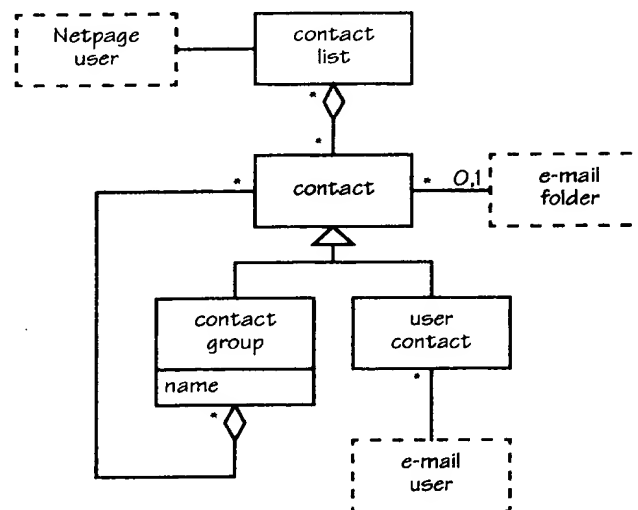 Netpage
user
contact
list
*
*
contact
*
*
0,1
e-mail
folder
contact
group
name
*
user
contact
*
e-mail
user